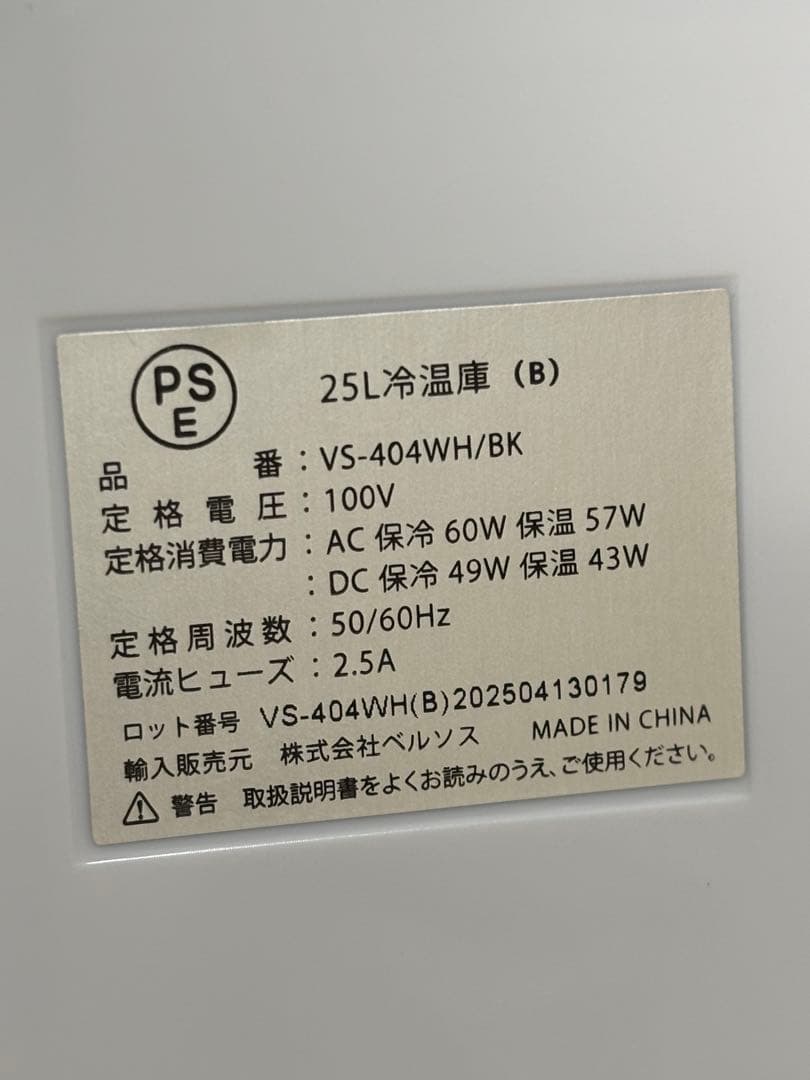 PS
E
25L冷温庫（B）
品番：VS-404WH/BK
定格電圧：100V
定格消費電力：AC 保冷 60W 保温 57W
：DC 保冷 49W 保温 43W
定格周波数：50/60Hz
電流ヒューズ：2.5A
ロット番号 VS-404WH(B)202504130179
輸入販売元 株式会社ベルソス MADE IN CHINA
警告 取扱説明書をよくお読みのうえ、ご使用ください。